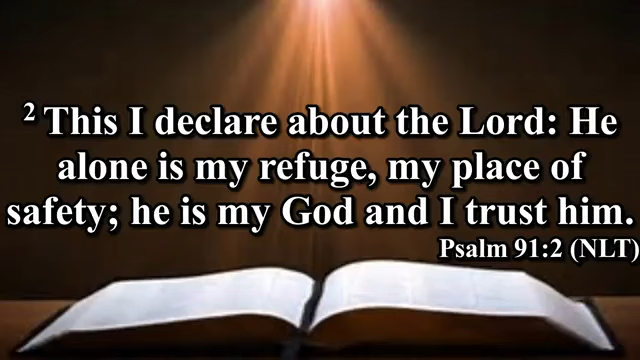 2 This I declare about the Lord: He
alone is my refuge, my place of
safety; he is my God and I trust him.
Psalm 91:2 (NLT)